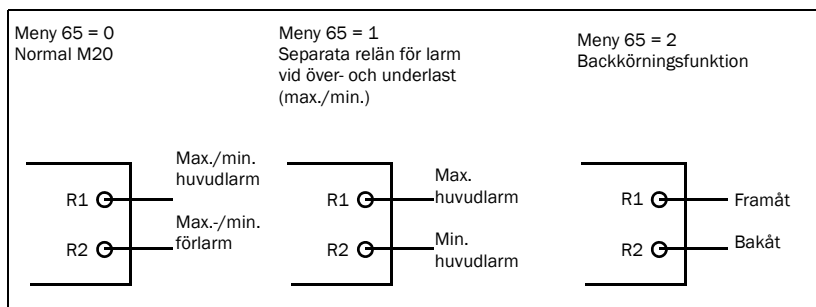 Meny 65 = 0
Normal M20
Meny 65 = 1
Separata relän för larm
vid över- och underlast
(max./min.)
Meny 65 = 2
Backkörningsfunktion
R1
Max./min.
huvudlarm
R2
Max.-/min.
förlarm
R1
Max.
huvudlarm
R2
Min.
huvudlarm
R1
Framåt
R2
Bakåt